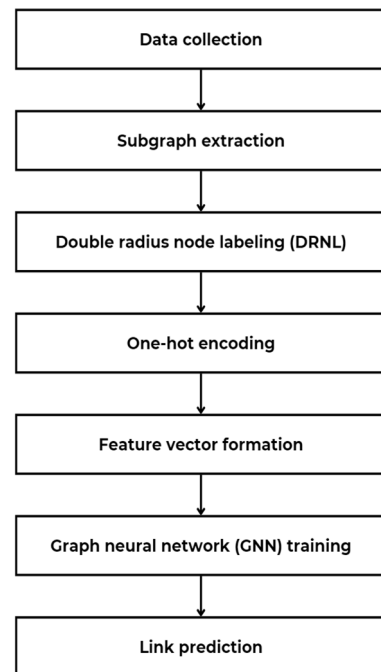 Data collection
Subgraph extraction
Double radius node labeling (DRNL)
One-hot encoding
Feature vector formation
Graph neural network (GNN) training
Link prediction